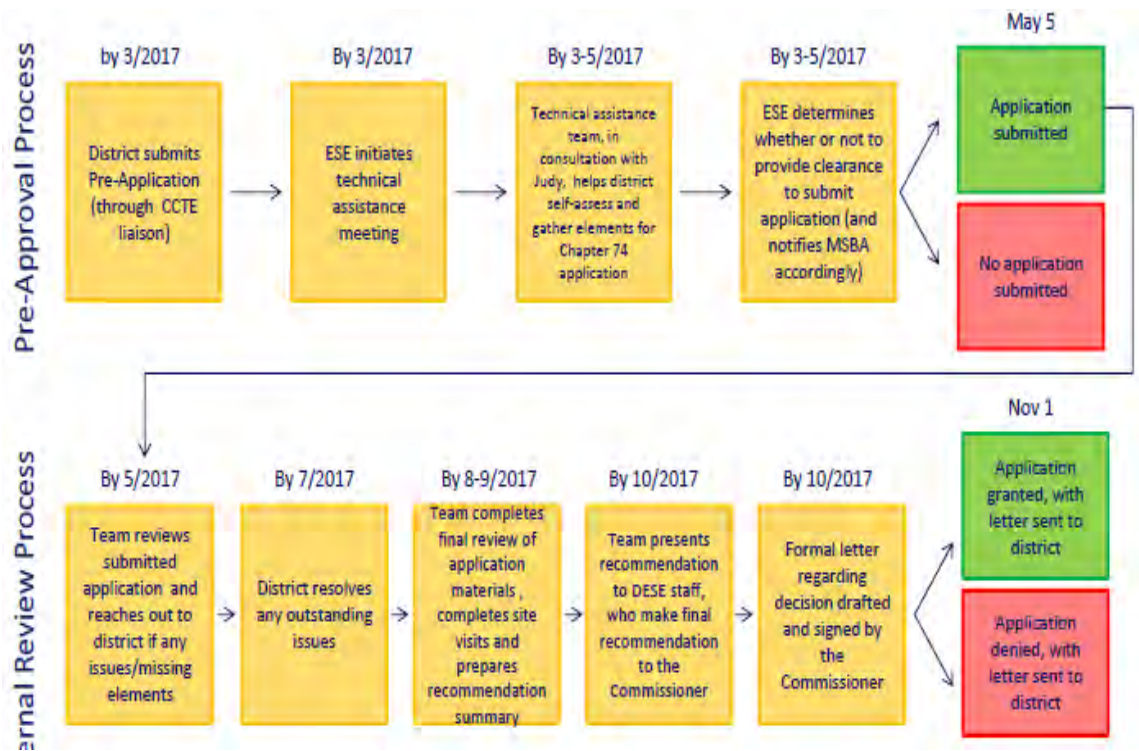 Pre-Approval Process
by 3/2017
District submits
Pre-Application
(through CCTE
liaison)
By 3/2017
ESE initiates
technical
assistance
meeting
By 3-5/2017
Technical assistance
team, in
consultation with
Judy, helps district
self-assess and
gather elements for
Chapter 74
application
By 3-5/2017
ESE determines
whether or not to
provide clearance
to submit
application (and
notifies MSBA
accordingly)
May 5
Application
submitted
No application
submitted
ernal Review Process
By 5/2017
Team reviews
submitted
application and
reaches out to
district if any
issues/missing
elements
By 7/2017
District resolves
any outstanding
issues
By 8-9/2017
Team completes
final review of
application
materials ,
completes site
visits and
prepares
recommendation
summary
By 10/2017
Team presents
recommendation
to DESE staff,
who make final
recommendation
to the
Commissioner
By 10/2017
Formal letter
regarding
decision drafted
and signed by
the
Commissioner
Nov 1
Application
granted, with
letter sent to
district
Application
denied, with
letter sent to
district